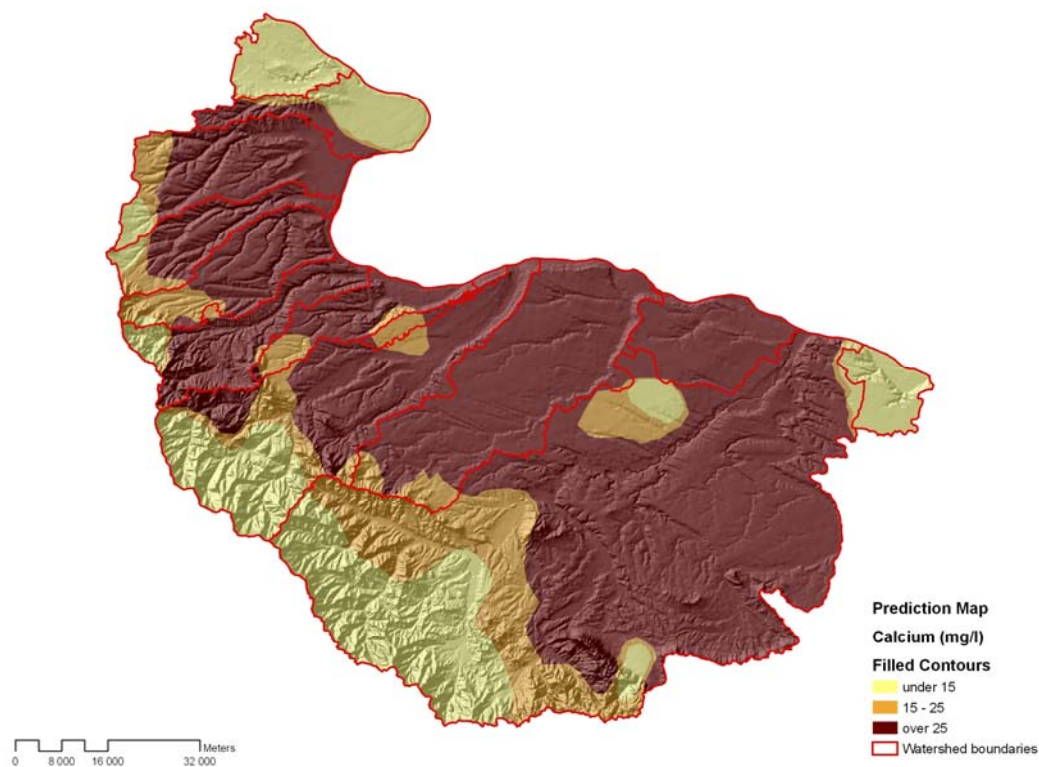 Prediction Map
Calcium (mg/l)
Filled Contours
under 15
15 - 25
over 25
Watershed boundaries
Meters
0 8 000 16 000 32 000